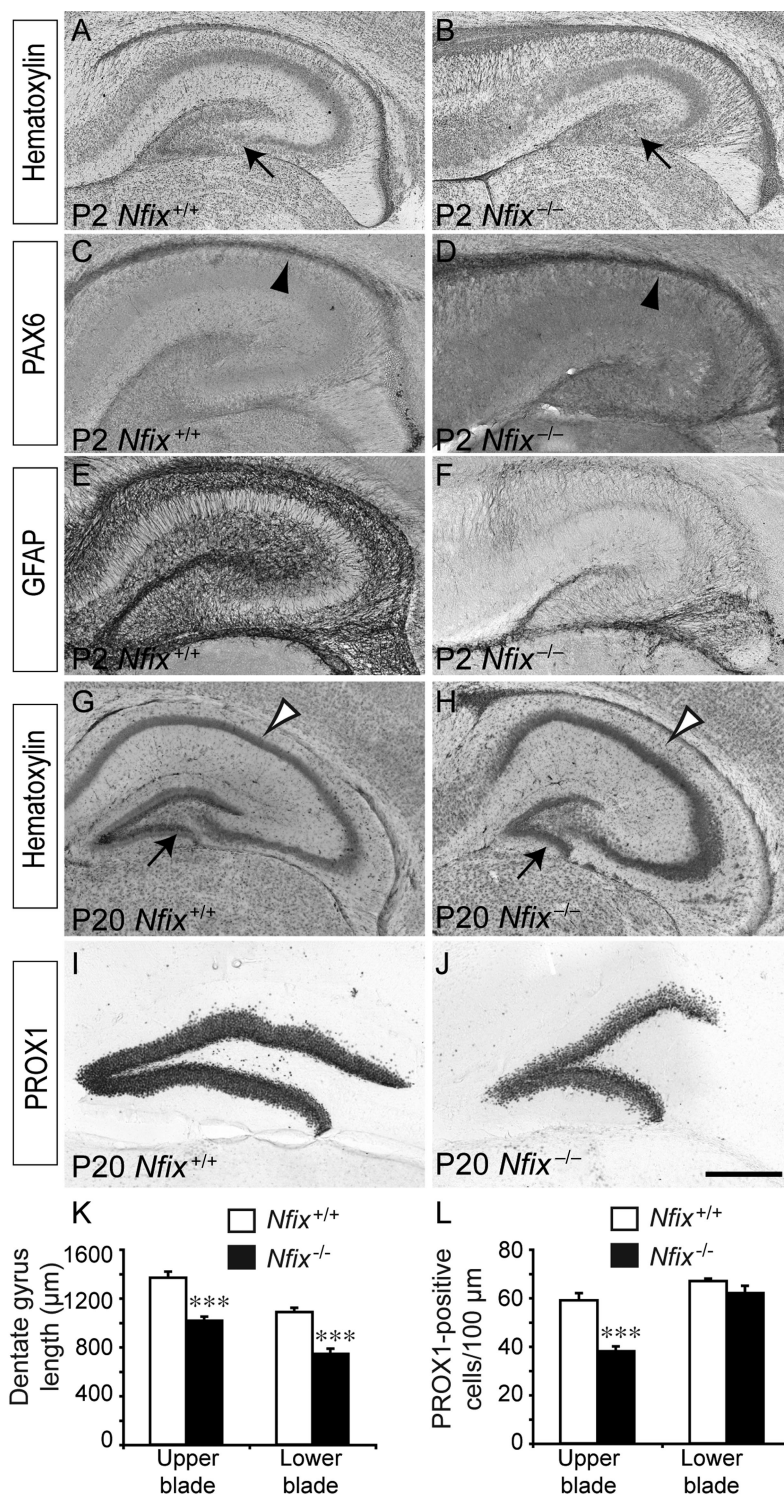 A
B
Hematoxylin
P2 Nfix+/+
P2 Nfix–/–
C
D
PAX6
P2 Nfix+/+
P2 Nfix–/–
E
F
GFAP
P2 Nfix+/+
P2 Nfix–/–
G
H
Hematoxylin
P20 Nfix+/+
P20 Nfix–/–
I
J
PROX1
P20 Nfix+/+
P20 Nfix–/–
K
Nfix+/+
Nfix-/-
Dentate gyrus
length (µm)
1600
1200
800
400
0
***
***
Upper
blade
Lower
blade
L
Nfix+/+
Nfix-/-
PROX1-positive
cells/100 µm
80
60
40
20
0
***
Upper
blade
Lower
blade